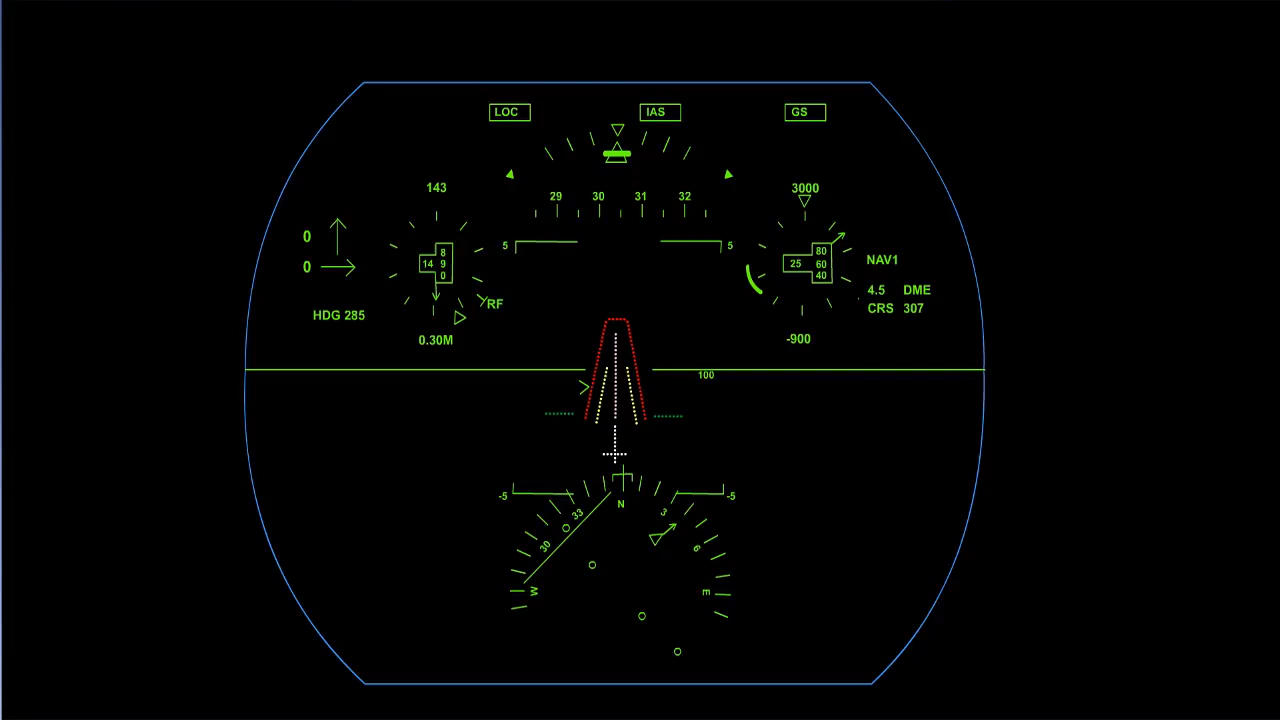 LOC IAS GS
143 3000
29 30 31 32
0
5 5
8
14 9
0
80
25 60
40
NAV1
0
4.5 DME
RF
CRS 307
HDG 285
0.30M -900
100
-5 -5
N
33 3
30 6
W E